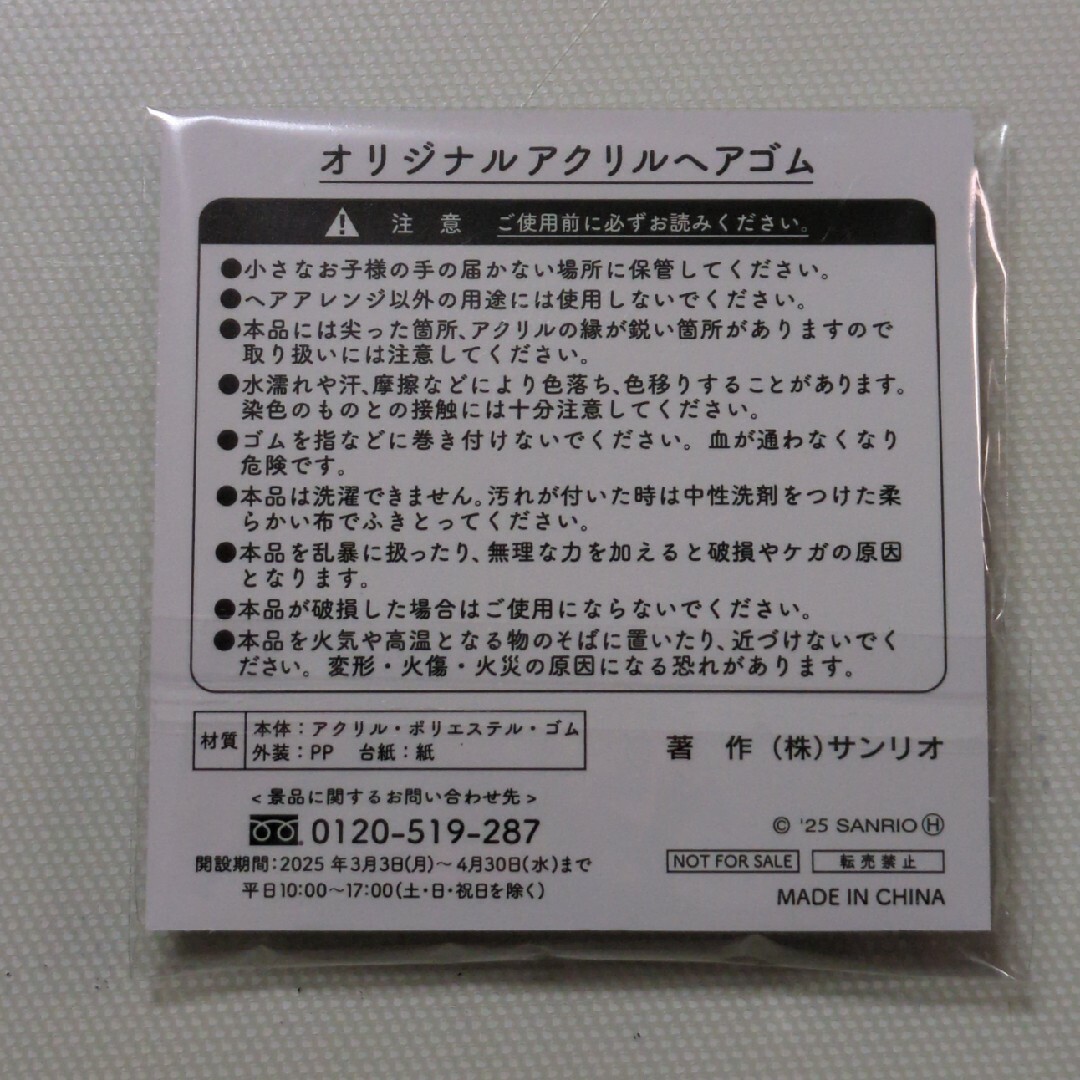 オリジナルアクリルヘアゴム
注意 ご使用前に必ずお読みください。
●小さなお子様の手の届かない場所に保管してください。
●ヘアアレンジ以外の用途には使用しないでください。
●本品には尖った箇所、アクリルの縁が鋭い箇所がありますので
取り扱いには注意してください。
●水濡れや汗、摩擦などにより色落ち、色移りすることがあります。
染色のものとの接触には十分注意してください。
●ゴムを指などに巻き付けないでください。血が通わなくなり
危険です。
●本品は洗濯できません。汚れが付いた時は中性洗剤をつけた柔
らかい布でふきとってください。
●本品を乱暴に扱ったり、無理な力を加えると破損やケガの原因
となります。
●本品が破損した場合はご使用にならないでください。
●本品を火気や高温となる物のそばに置いたり、近づけないでく
ださい。変形・火傷・火災の原因になる恐れがあります。
材質
本体：アクリル・ポリエステル・ゴム
外装：PP 台紙：紙
著 作 (株)サンリオ
<景品に関するお問い合わせ先>
0120-519-287
開設期間：2025年3月3日(月)～4月30日(水)まで
平日10:00～17:00(土・日・祝日を除く)
© '25 SANRIO Ⓗ
NOT FOR SALE 転売禁止
MADE IN CHINA